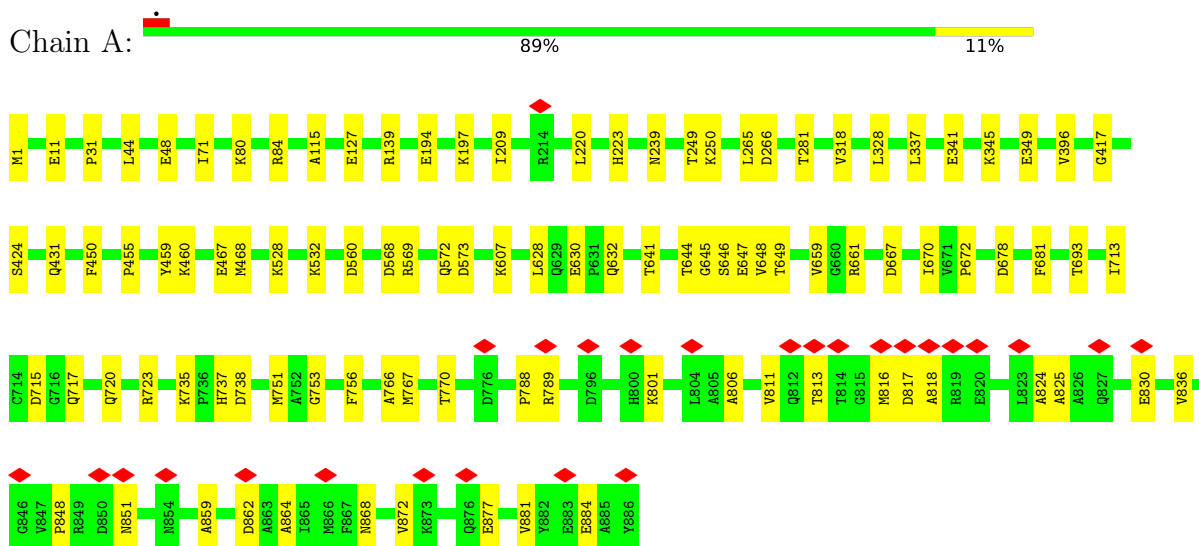 Chain A:
89% 11%
M1 E11 P31 L44 E48 I71 K80 R84 A115 E127 R139 E194 K197 I209 R214 L220 H223 N239 T249 K250 L265 D266 T281 V318 L328 L337 E341 K345 E349 V396 G417
S424 Q431 F450 P455 Y459 K460 E467 M468 K528 K532 D560 D568 R569 Q572 D573 K607 L628 Q629 E630 P631 Q632 T641 T644 G645 S646 E647 V648 T649 V659 G660 R661 D667 I670 V671 P672 D678 F681 T693 I713
C714 D715 G716 Q717 Q720 R723 K735 P736 H737 D738 M751 A752 G753 F756 A766 M767 T770 D776 P788 R789 D796 H800 K801 L804 A805 A806 V811 Q812 T813 T814 G815 M816 D817 A818 R819 E820 L823 A824 A825 A826 Q827 E830 V836
G846 V847 P848 R849 D850 N851 N854 A859 D862 A863 A864 I865 M866 F867 N868 V872 K873 Q876 E877 V881 Y882 E883 E884 A885 Y886